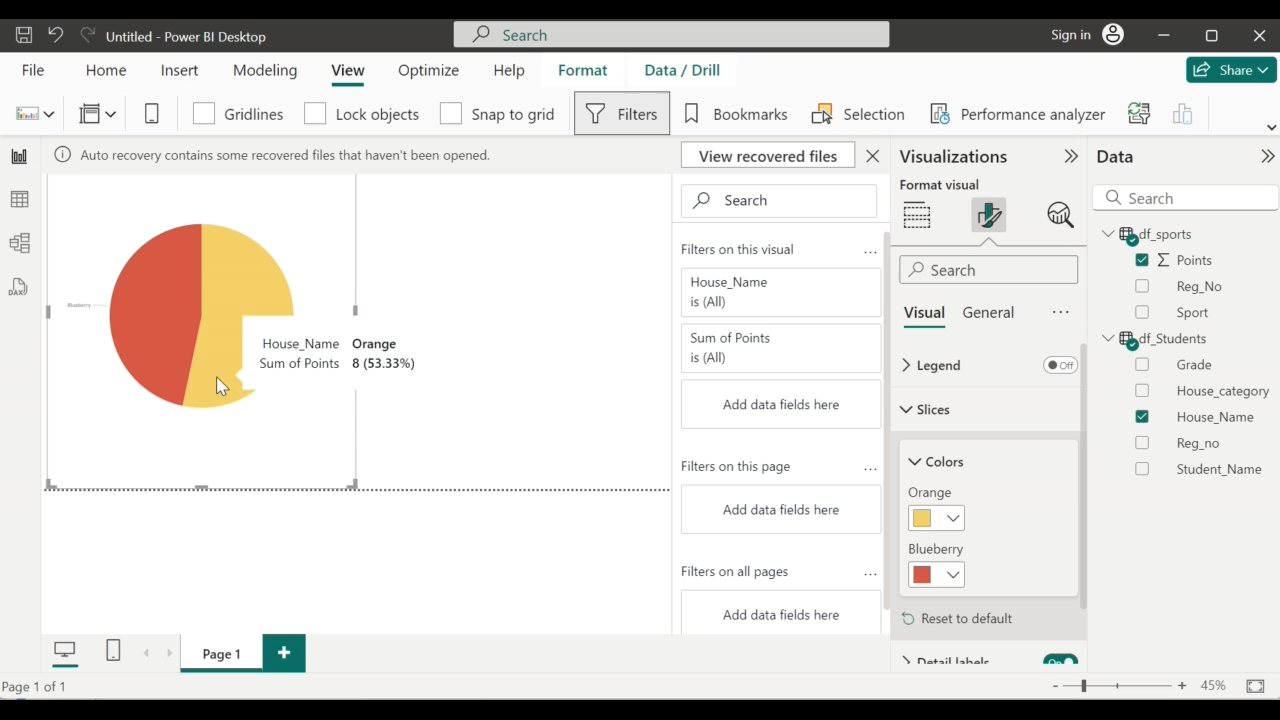 Untitled - Power BI Desktop
Search
Sign in
File Home Insert Modeling View Optimize Help Format Data / Drill
Share
Gridlines Lock objects Snap to grid Filters Bookmarks Selection Performance analyzer
Auto recovery contains some recovered files that haven't been opened.
View recovered files
DAX
Blueberry
House_Name Orange
Sum of Points 8 (53.33%)
Search
Filters on this visual ...
House_Name
is (All)
Sum of Points
is (All)
Add data fields here
Filters on this page ...
Add data fields here
Filters on all pages ...
Add data fields here
Visualizations
Format visual
Search
Visual General ...
Legend Off
Slices
Colors
Orange
Blueberry
Reset to default
Detail labels On
Data
Search
df_sports
Σ Points
Reg_No
Sport
df_Students
Grade
House_category
House_Name
Reg_no
Student_Name
Page 1
+
Page 1 of 1
- + 45%